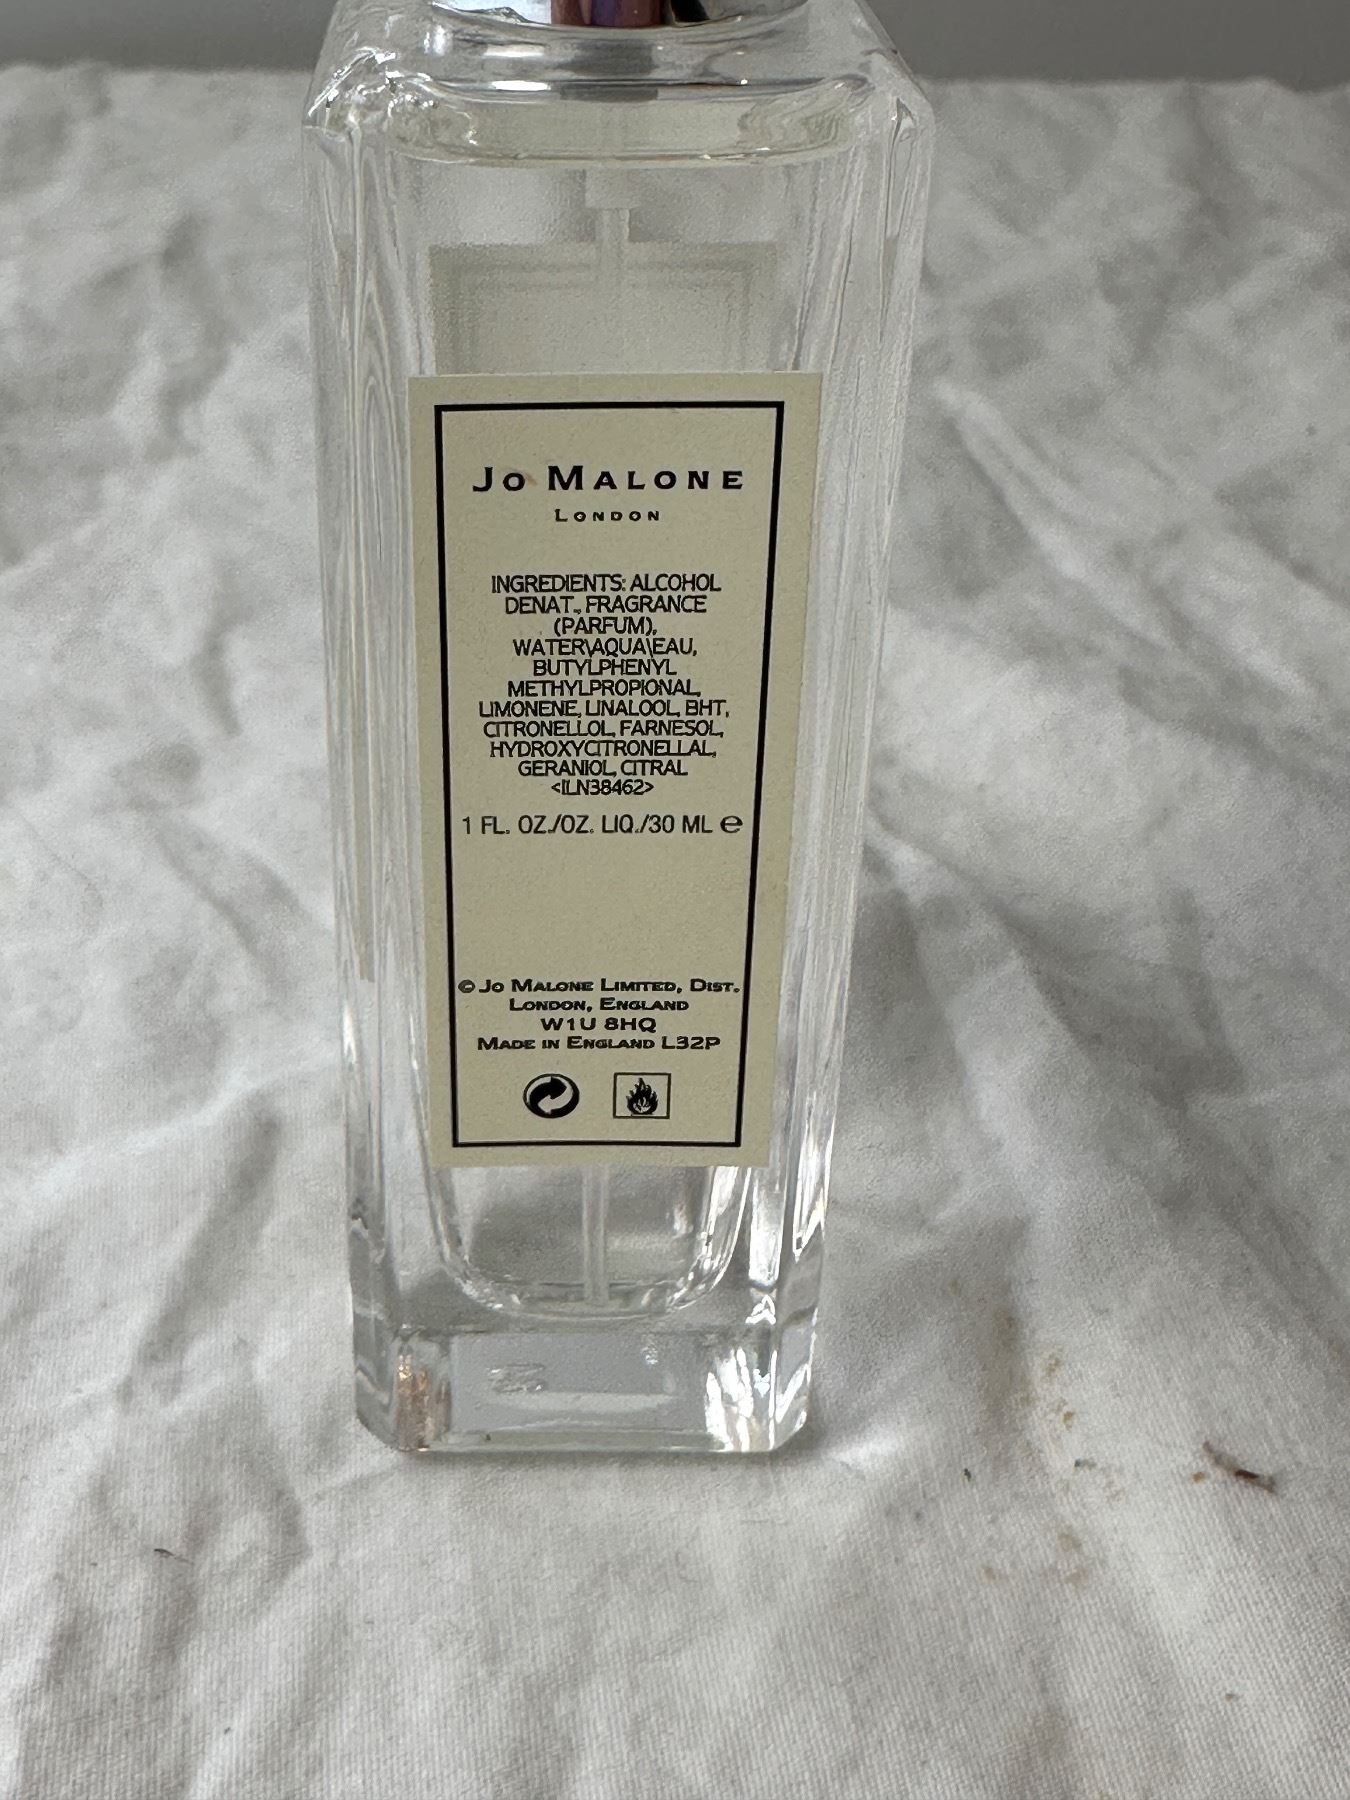 JO MALONE
LONDON
INGREDIENTS: ALCOHOL
DENAT., FRAGRANCE
(PARFUM),
WATER\AQUA\EAU,
BUTYLPHENYL
METHYLPROPIONAL,
LIMONENE, LINALOOL, BHT,
CITRONELLOL, FARNESOL,
HYDROXYCITRONELLAL,
GERANIOL, CITRAL
<ILN38462>
1 FL. OZ./OZ. LIQ./30 ML ℮
© JO MALONE LIMITED, DIST.
LONDON, ENGLAND
W1U 8HQ
MADE IN ENGLAND L32P